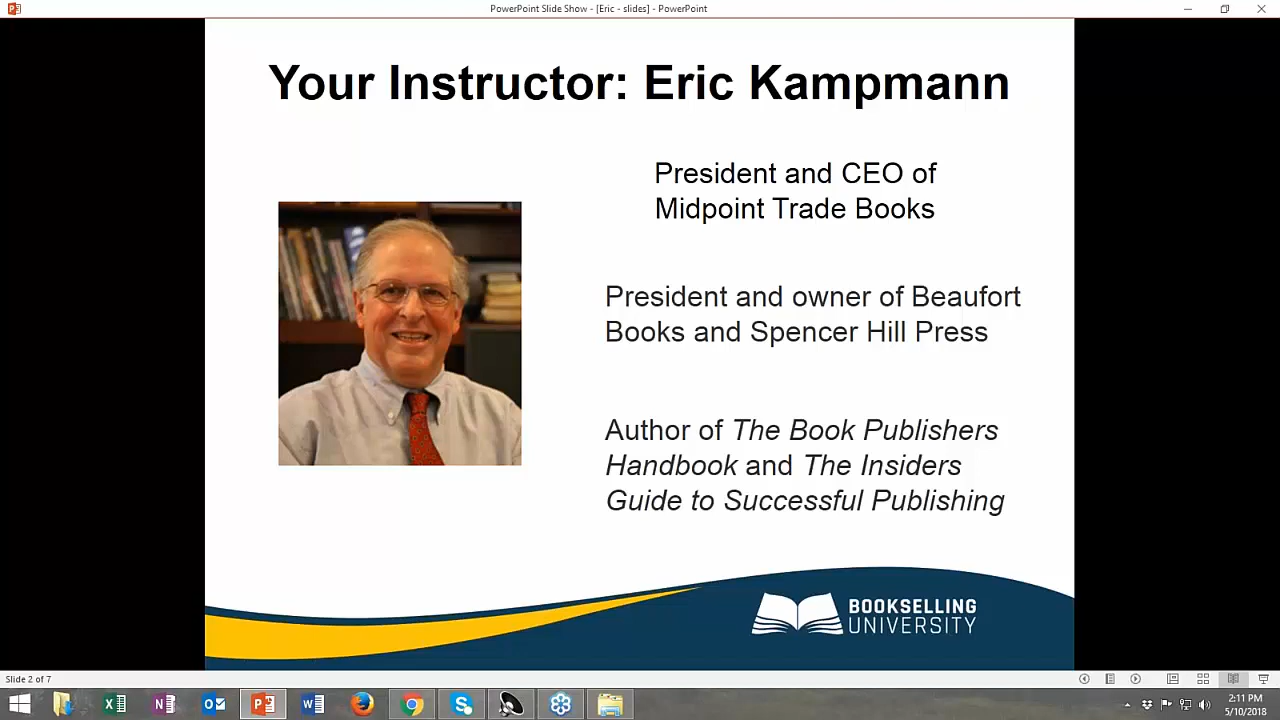 PowerPoint Slide Show - [Eric - slides] - PowerPoint
Your Instructor: Eric Kampmann
President and CEO of
Midpoint Trade Books
President and owner of Beaufort
Books and Spencer Hill Press
Author of The Book Publishers
Handbook and The Insiders
Guide to Successful Publishing
BOOKSELLING
UNIVERSITY
Slide 2 of 7
2:11 PM
5/10/2018